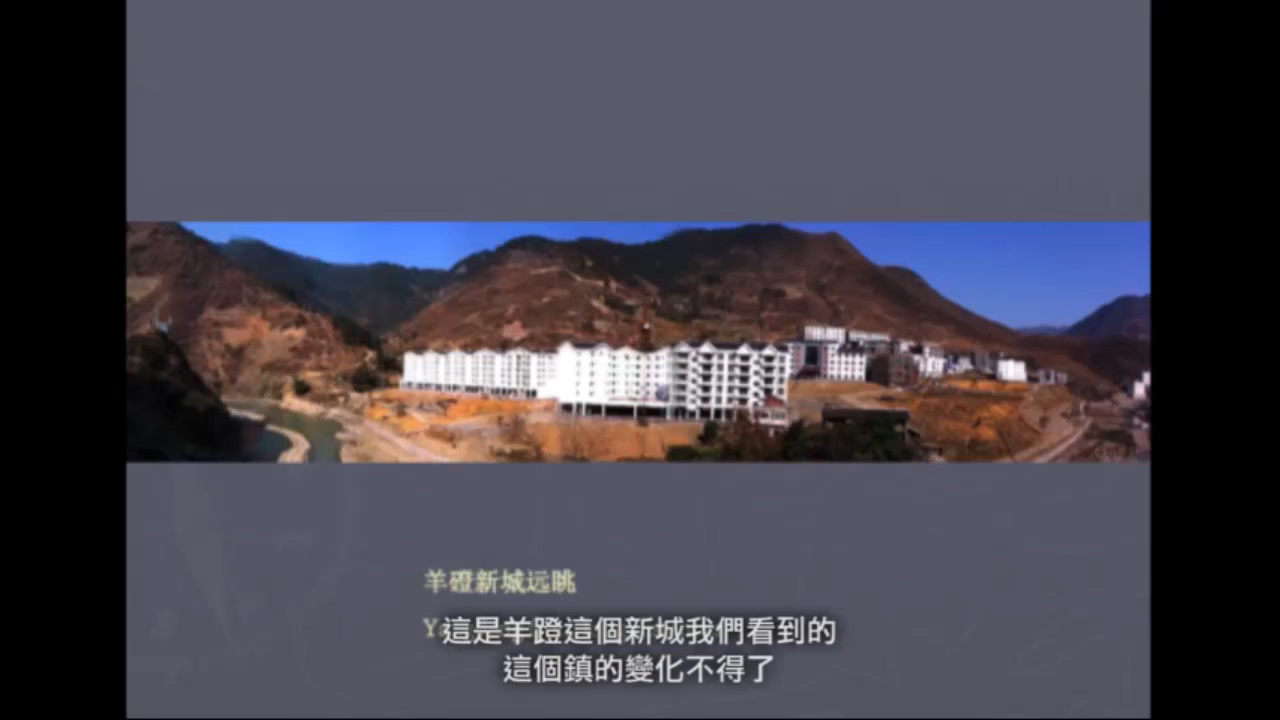 羊磴新城远眺
這是羊蹬這個新城我們看到的
這個鎮的變化不得了